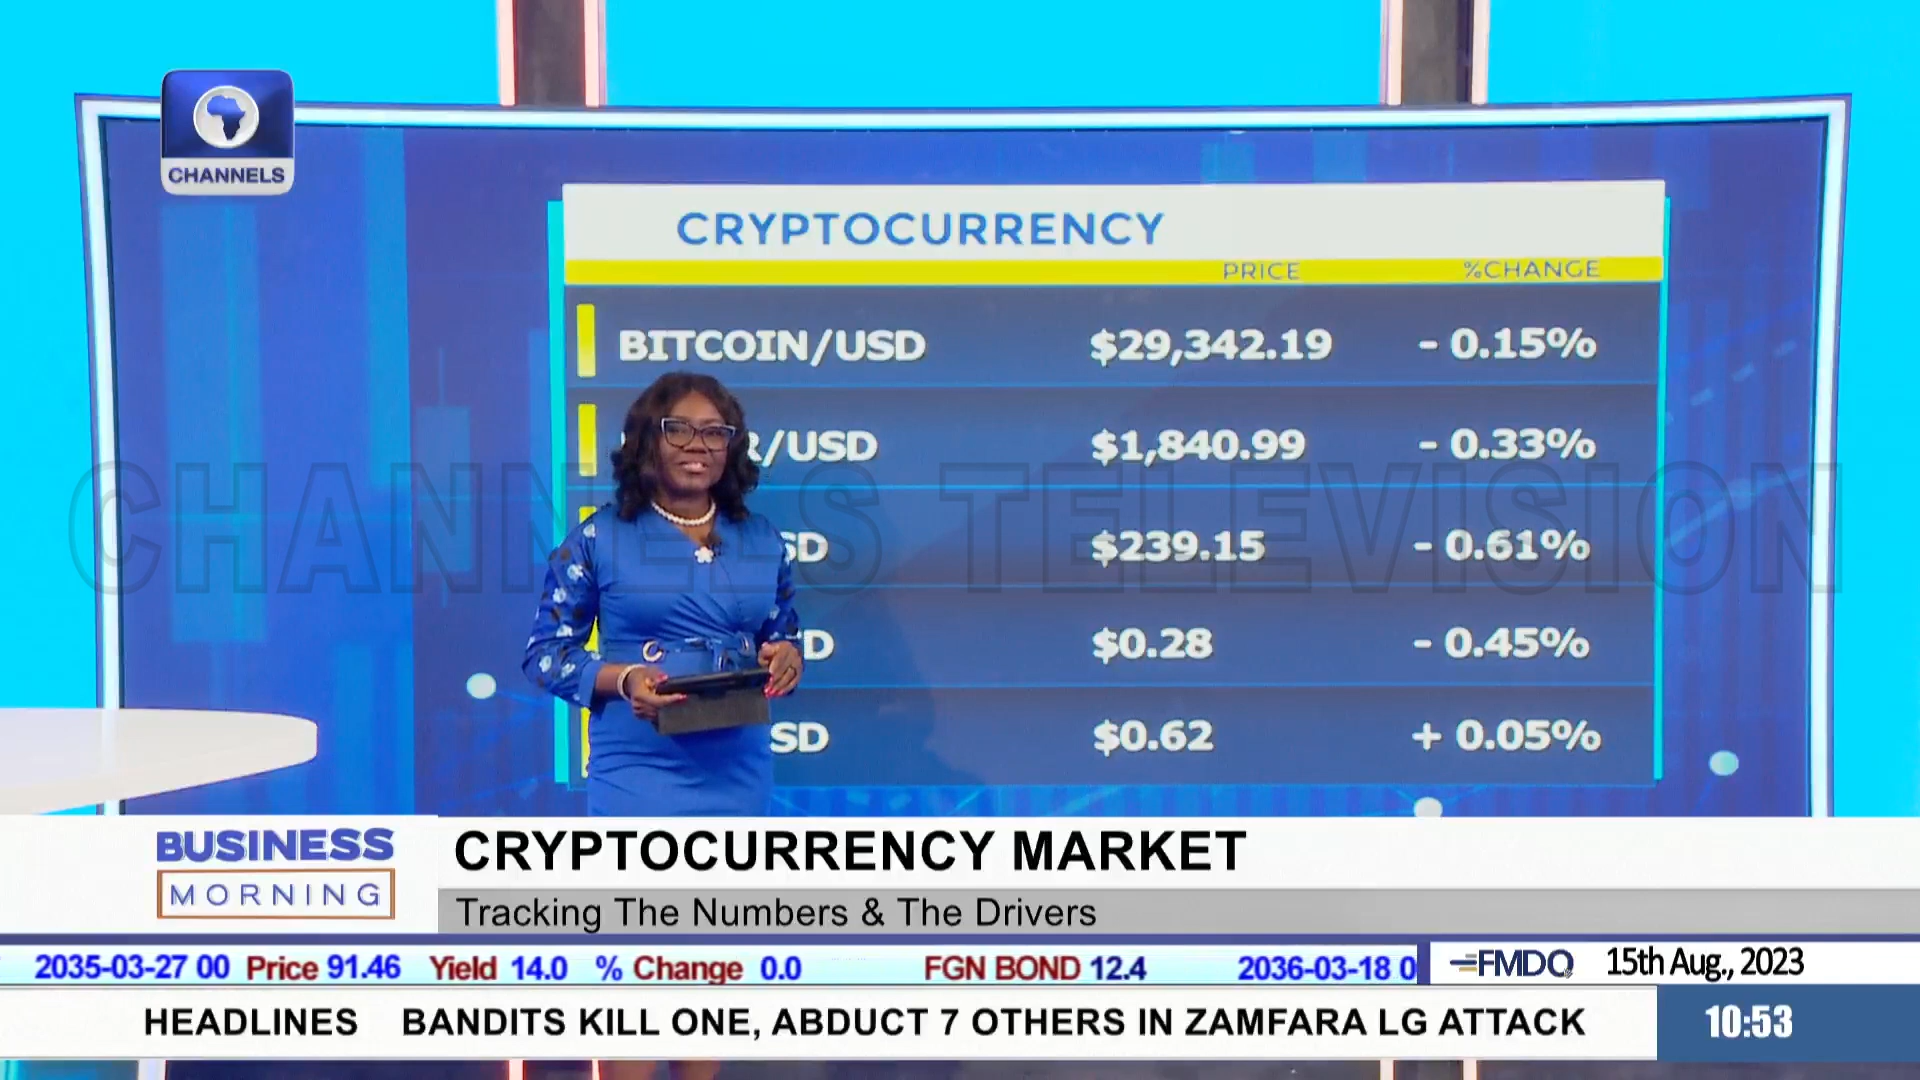 CHANNELS
CRYPTOCURRENCY
PRICE %CHANGE
BITCOIN/USD $29,342.19 - 0.15%
R/USD $1,840.99 - 0.33%
SD $239.15 - 0.61%
D $0.28 - 0.45%
SD $0.62 + 0.05%
CHANNELS TELEVISION
BUSINESS
MORNING
CRYPTOCURRENCY MARKET
Tracking The Numbers & The Drivers
2035-03-27 00 Price 91.46 Yield 14.0 % Change 0.0 FGN BOND 12.4 2036-03-18 0
FMDQ 15th Aug., 2023
HEADLINES BANDITS KILL ONE, ABDUCT 7 OTHERS IN ZAMFARA LG ATTACK
10:53